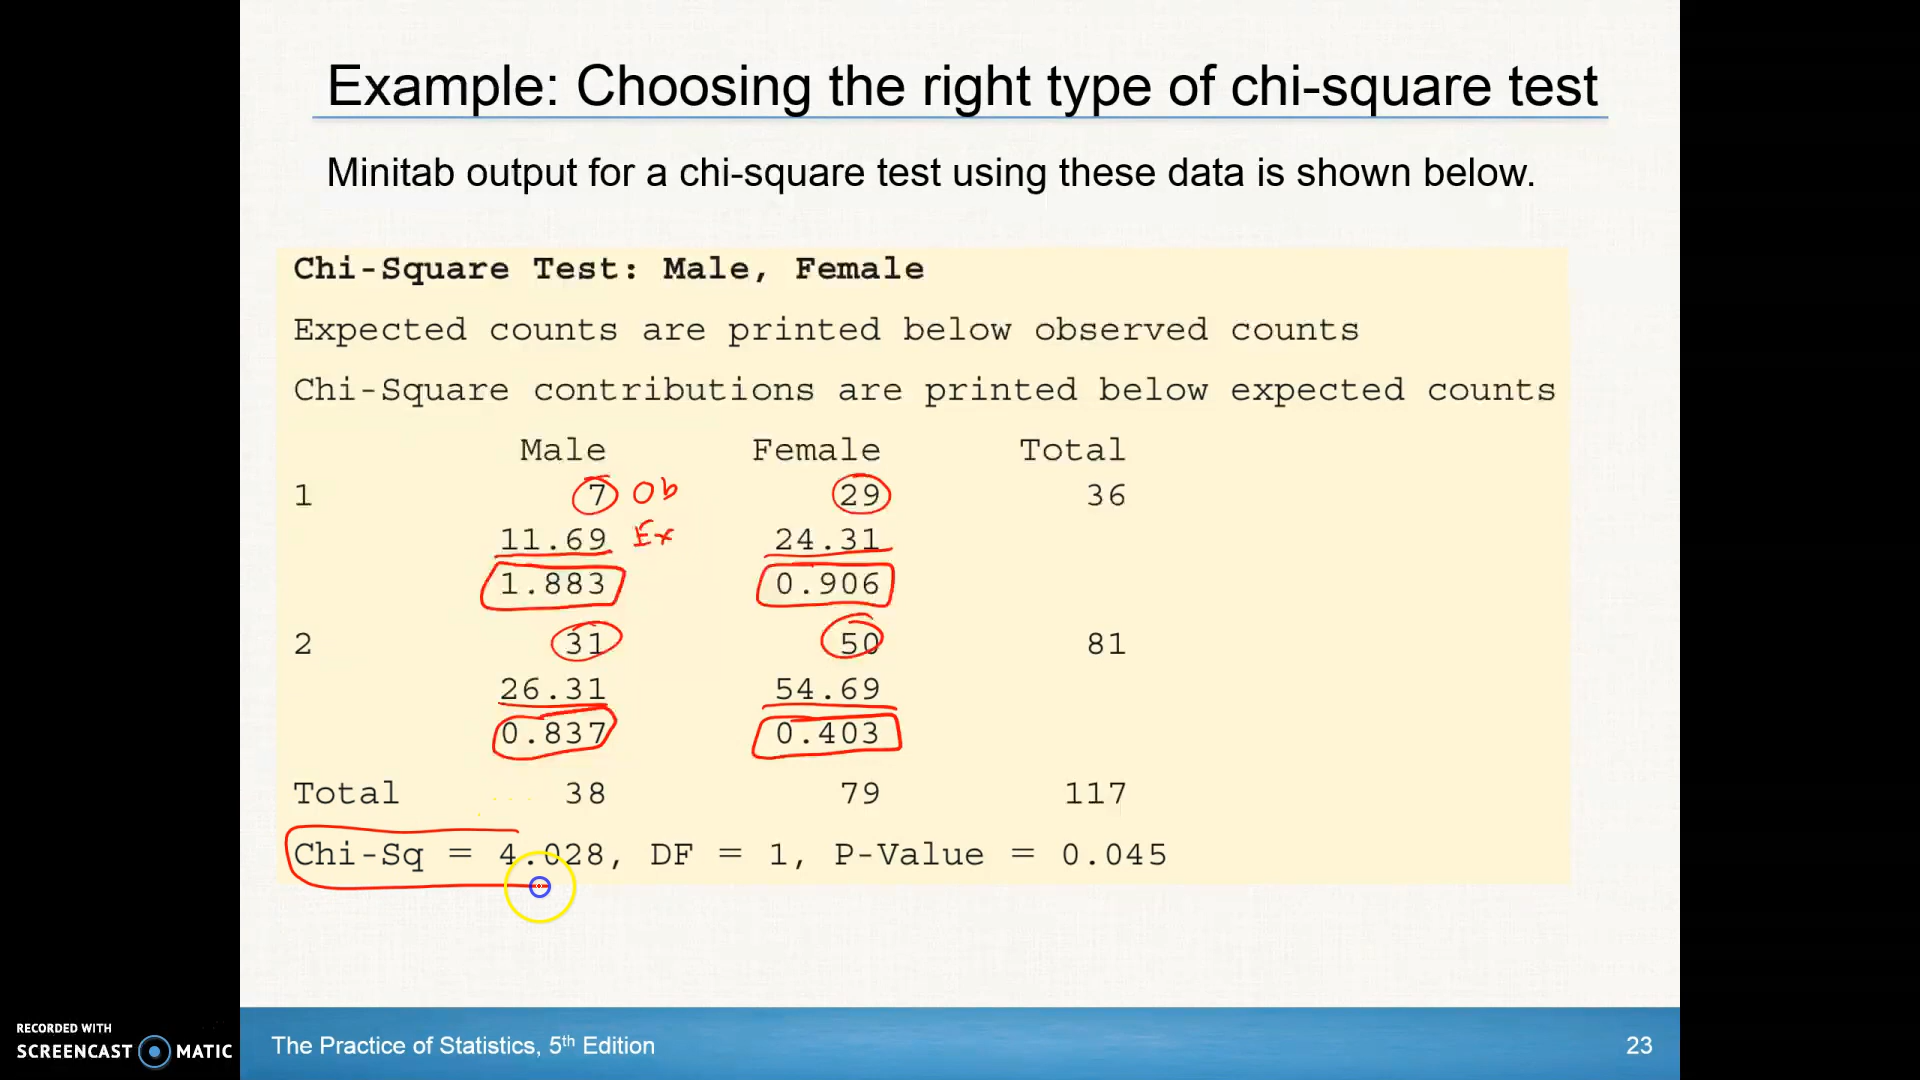 Example: Choosing the right type of chi-square test
Minitab output for a chi-square test using these data is shown below.
Chi-Square Test: Male, Female
Expected counts are printed below observed counts
Chi-Square contributions are printed below expected counts
Male Female Total
1 7 Ob 29 36
11.69 Ex 24.31
1.883 0.906
2 31 50 81
26.31 54.69
0.837 0.403
Total 38 79 117
Chi-Sq = 4.028, DF = 1, P-Value = 0.045
RECORDED WITH
SCREENCAST MATIC
The Practice of Statistics, 5th Edition 23